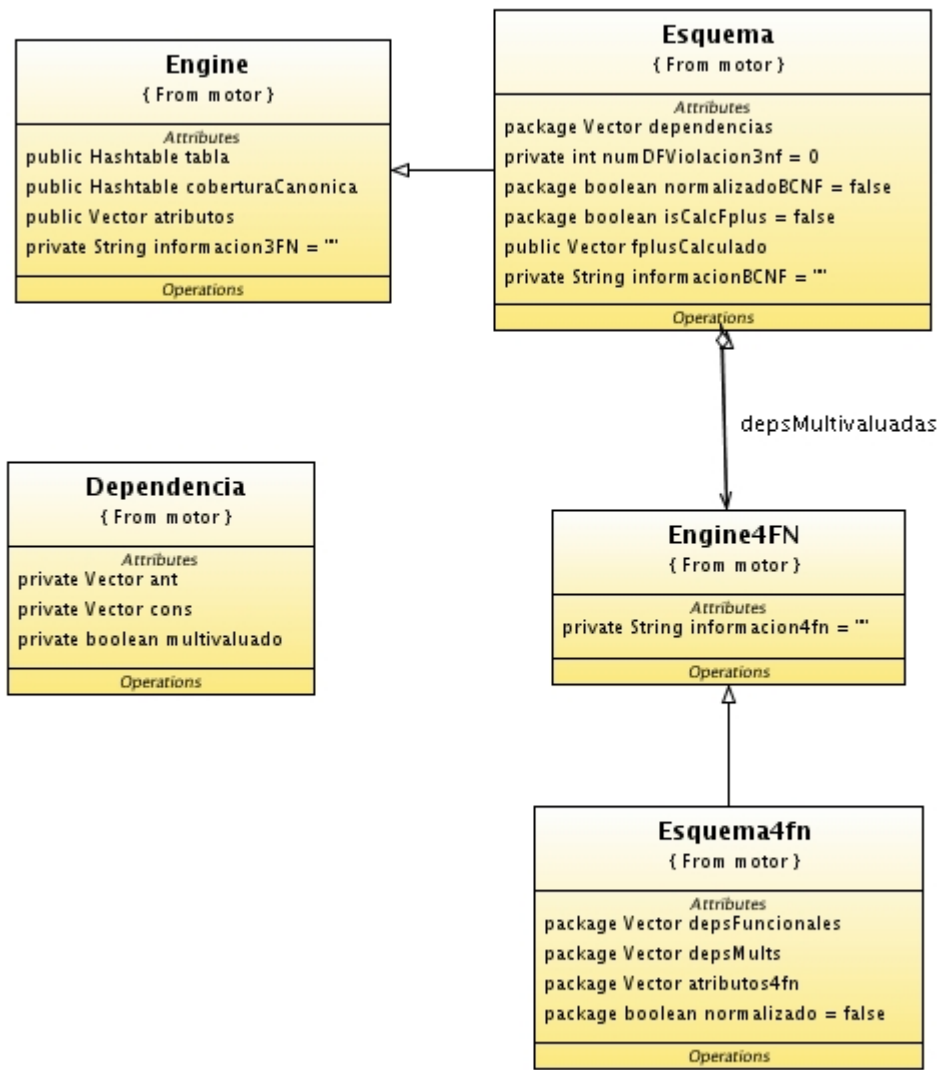 Engine
{ From motor }
Attributes
public Hashtable tabla
public Hashtable coberturaCanonica
public Vector atributos
private String informacion3FN = ""
Operations
Esquema
{ From motor }
Attributes
package Vector dependencias
private int numDFViolacion3nf = 0
package boolean normalizadoBCNF = false
package boolean isCalcFplus = false
public Vector fplusCalculado
private String informacionBCNF = ""
Operations
depsMultivaluadas
Dependencia
{ From motor }
Attributes
private Vector ant
private Vector cons
private boolean multivaluado
Operations
Engine4FN
{ From motor }
Attributes
private String informacion4fn = ""
Operations
Esquema4fn
{ From motor }
Attributes
package Vector depsFuncionales
package Vector depsMults
package Vector atributos4fn
package boolean normalizado = false
Operations